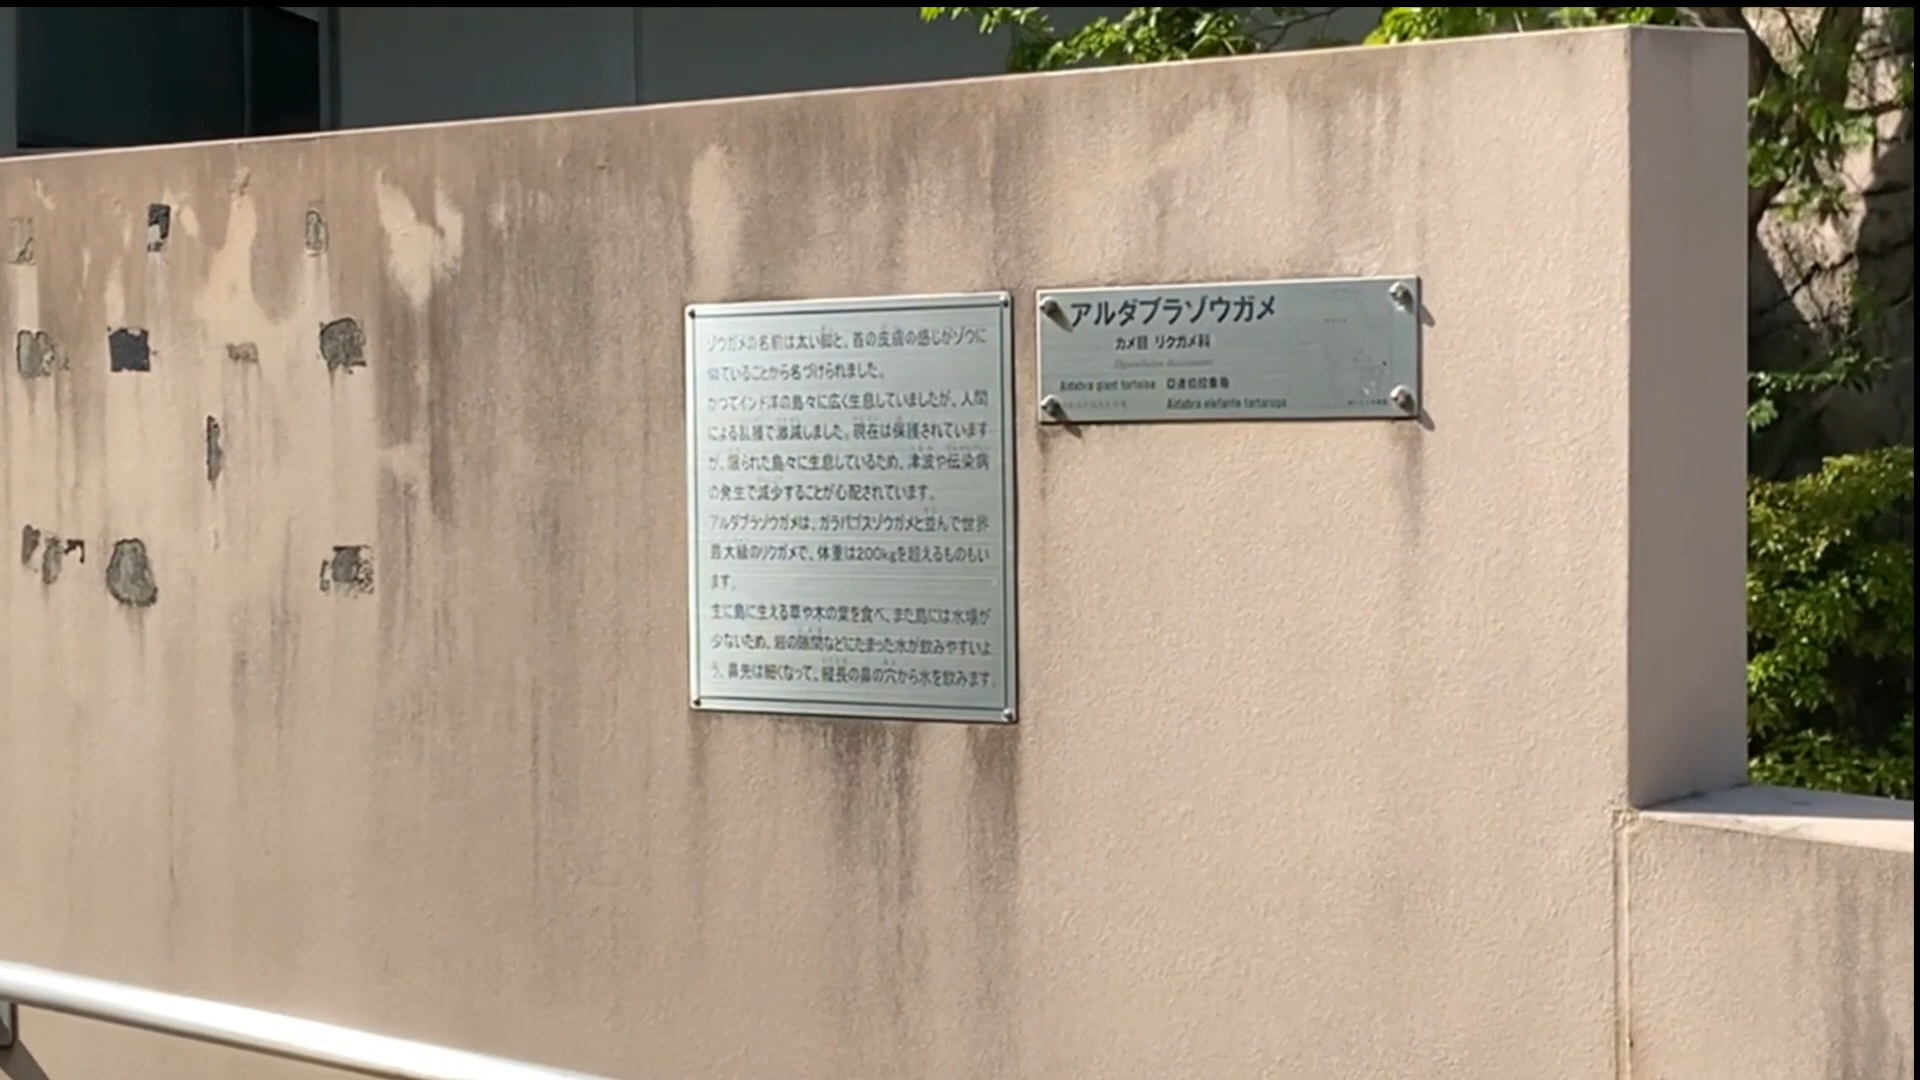 ゾウガメの名前は太い脚と、首の皮膚の感じがゾウに
似ていることから名づけられました。
かつてインド洋の島々に広く生息していましたが、人間
による乱獲で激減しました。現在は保護されています
が、限られた島々に生息しているため、津波や伝染病
の発生で減少することが心配されています。
アルダブラゾウガメは、ガラパゴスゾウガメと並んで世界
最大級のリクガメで、体重は200kgを超えるものもい
ます。
主に島に生える草や木の葉を食べ、また島には水場が
少ないため、岩の隙間などにたまった水が飲みやすいよ
う、鼻先は細くなって、縦長の鼻の穴から水を飲みます。
アルダブラゾウガメ
カメ目 リクガメ科
Aldabra giant tortoise 亞達伯拉象龜
Aldabra elefante tartaruga